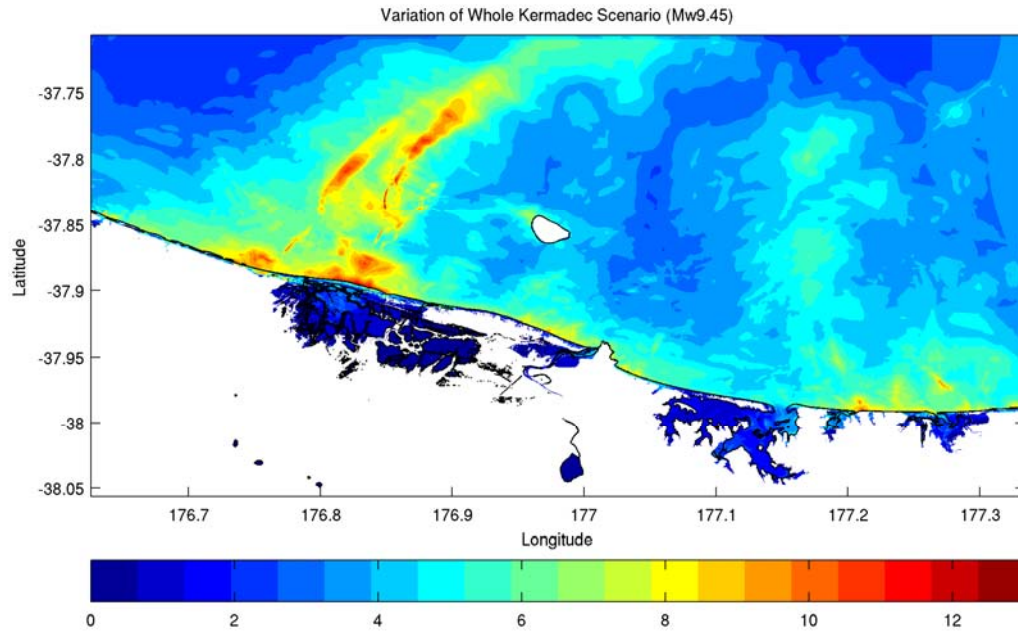 Variation of Whole Kermadec Scenario (Mw9.45)
-37.75
-37.8
-37.85
-37.9
-37.95
-38
-38.05
Latitude
176.7 176.8 176.9 177 177.1 177.2 177.3
Longitude
0 2 4 6 8 10 12